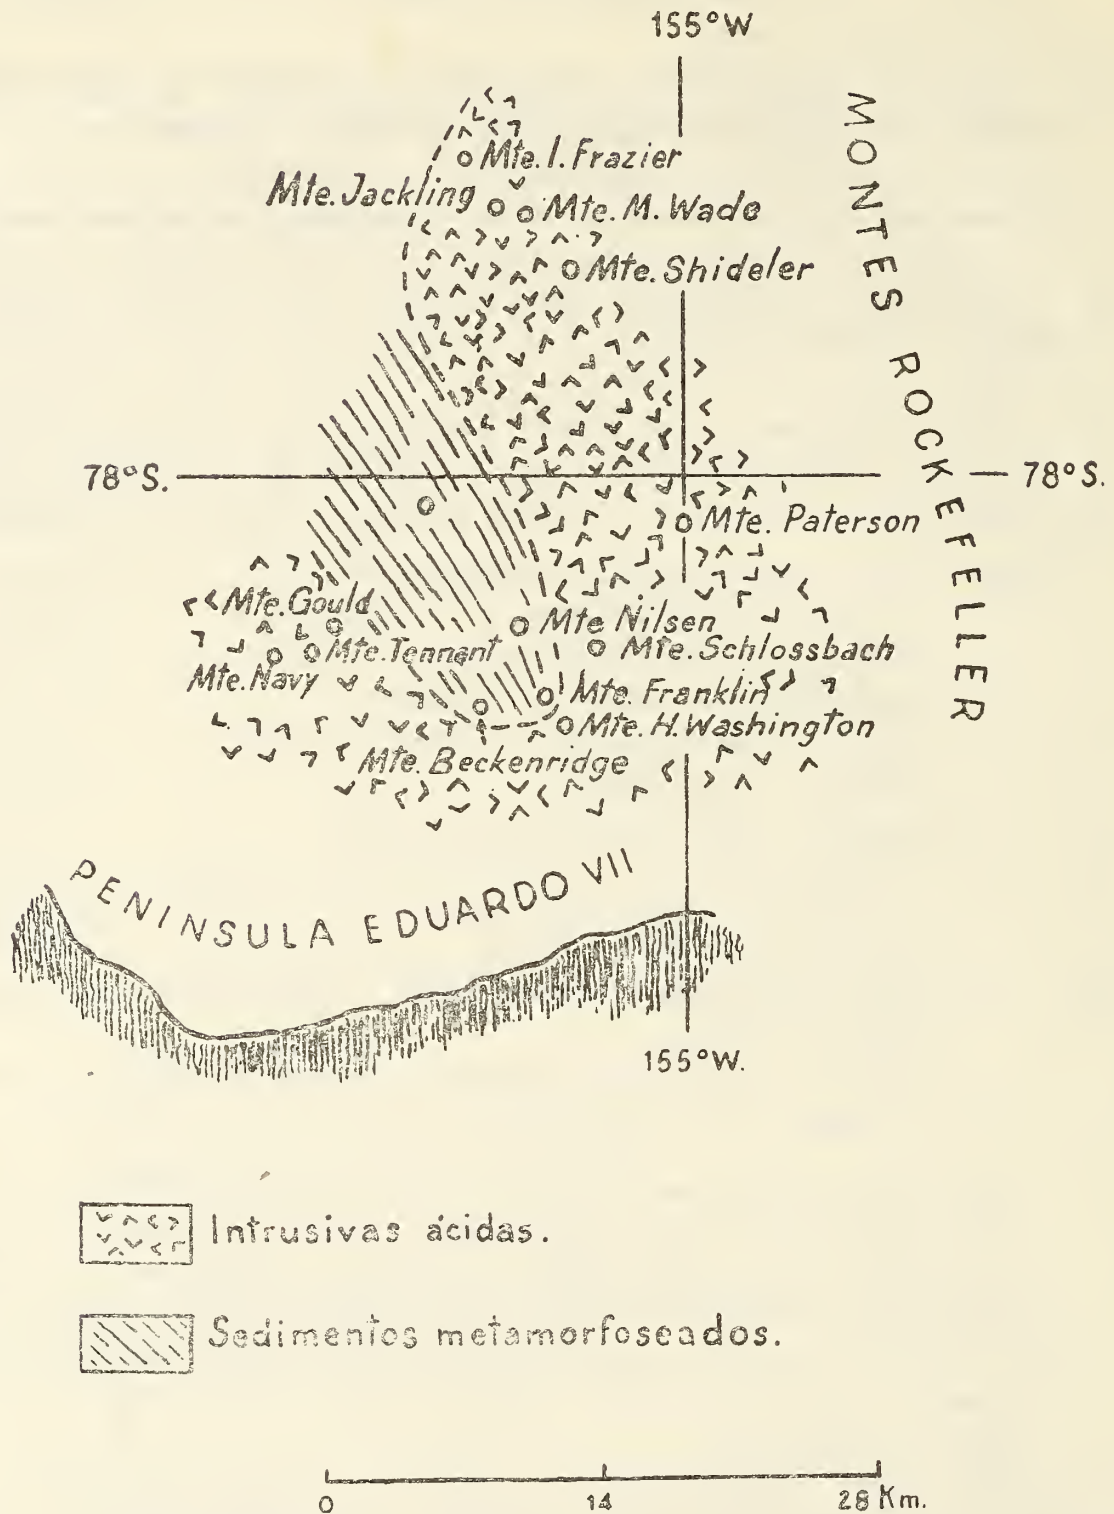 155°W
MONTES ROCKEFELLER
Mte. I. Frazier
Mte. Jackling
Mte. M. Wade
Mte. Shideler
78°S.
78°S.
Mte. Paterson
Mte. Gould
Mte Nilsen
Mte. Tennant
Mte. Schlossbach
Mte. Navy
Mte. Franklin
Mte. H. Washington
Mte. Beckenridge
PENINSULA EDUARDO VII
155°W.
Intrusivas ácidas.
Sedimentos metamorfoseados.
0 14 28 Km.